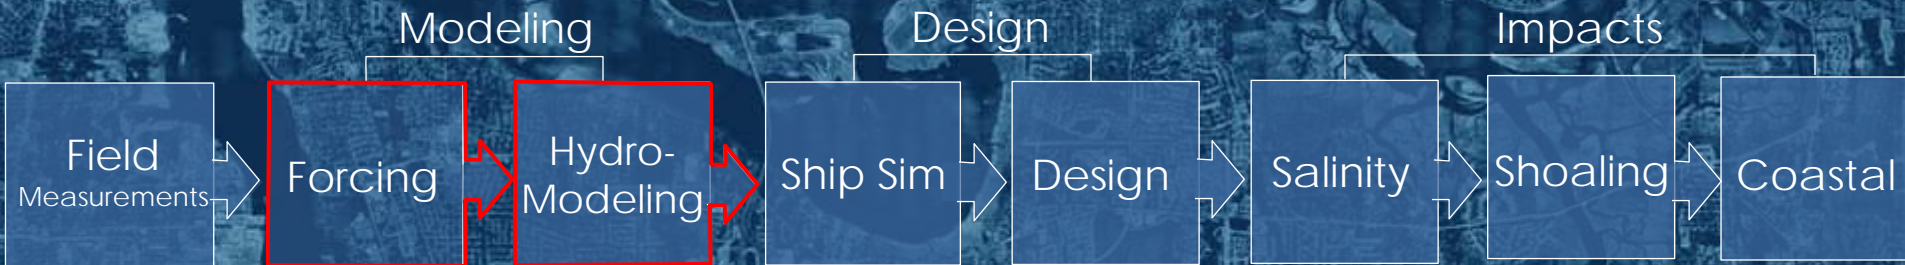 Modeling
Design
Impacts
Field
Measurements
Forcing
Hydro-
Modeling
Ship Sim
Design
Salinity
Shoaling
Coastal